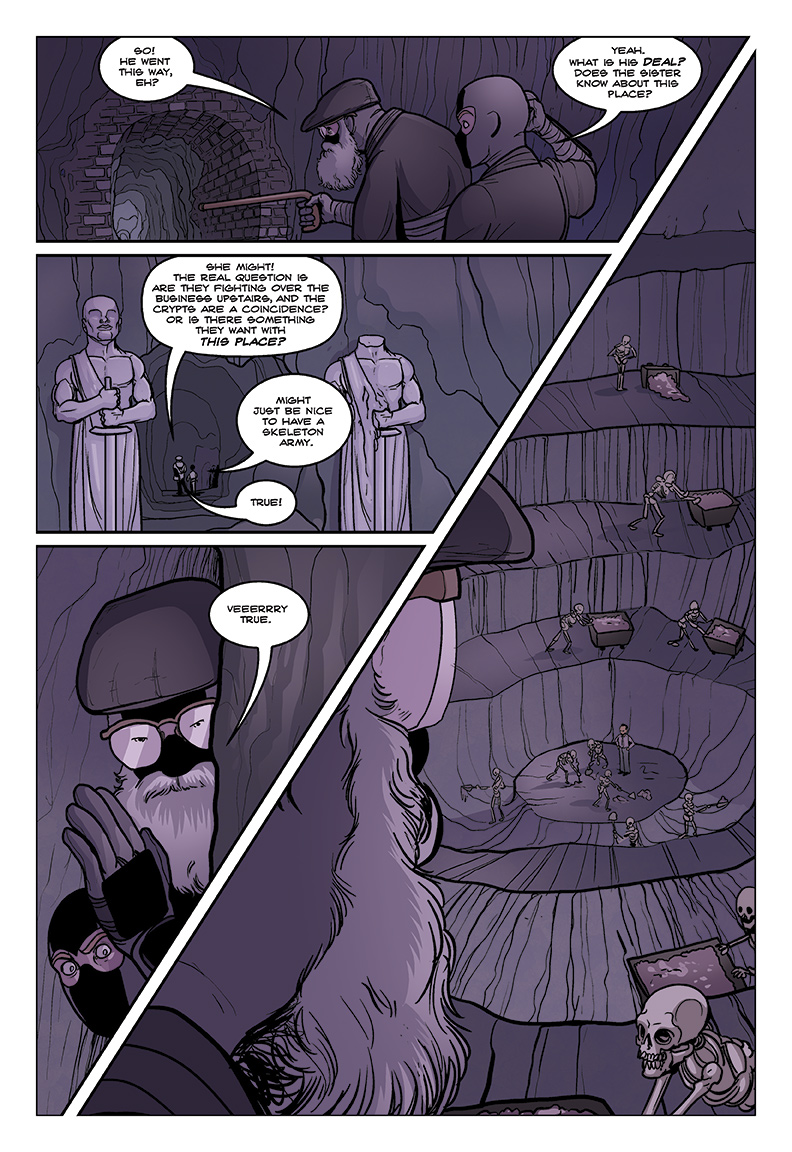 SO!
HE WENT
THIS WAY,
EH?
YEAH.
WHAT IS HIS DEAL?
DOES THE SISTER
KNOW ABOUT THIS
PLACE?
SHE MIGHT!
THE REAL QUESTION IS
ARE THEY FIGHTING OVER THE
BUSINESS UPSTAIRS, AND THE
CRYPTS ARE A COINCIDENCE?
OR IS THERE SOMETHING
THEY WANT WITH
THIS PLACE?
MIGHT
JUST BE NICE
TO HAVE A
SKELETON
ARMY.
TRUE!
VEEERRRY
TRUE.